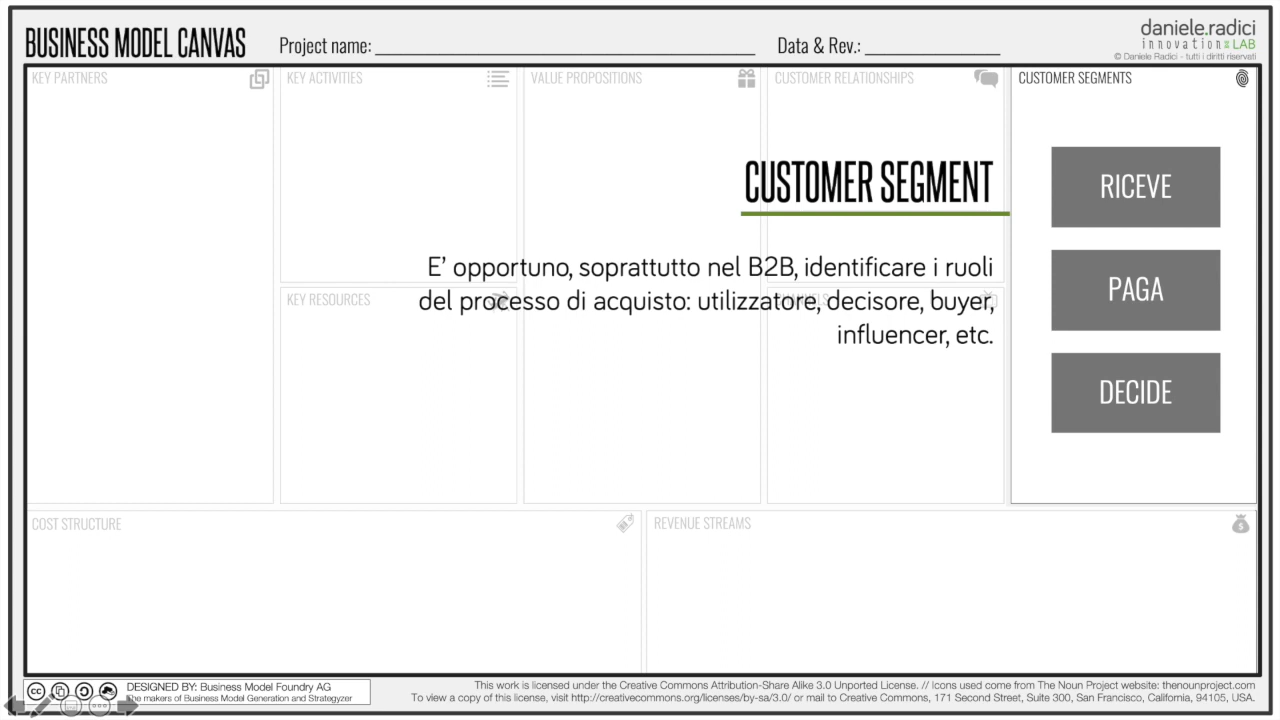 BUSINESS MODEL CANVAS
Project name:
Data & Rev.:
daniele.radici
innovation LAB
© Daniele Radici - tutti i diritti riservati
KEY PARTNERS
KEY ACTIVITIES
VALUE PROPOSITIONS
CUSTOMER RELATIONSHIPS
CUSTOMER SEGMENTS
CUSTOMER SEGMENT
E' opportuno, soprattutto nel B2B, identificare i ruoli
del processo di acquisto: utilizzatore, decisore, buyer,
influencer, etc.
RICEVE
PAGA
DECIDE
KEY RESOURCES
CHANNELS
COST STRUCTURE
REVENUE STREAMS
DESIGNED BY: Business Model Foundry AG
The makers of Business Model Generation and Strategyzer
This work is licensed under the Creative Commons Attribution-Share Alike 3.0 Unported License. // Icons used come from The Noun Project website: thenounproject.com
To view a copy of this license, visit http://creativecommons.org/licenses/by-sa/3.0/ or mail to Creative Commons, 171 Second Street, Suite 300, San Francisco, California, 94105, USA.